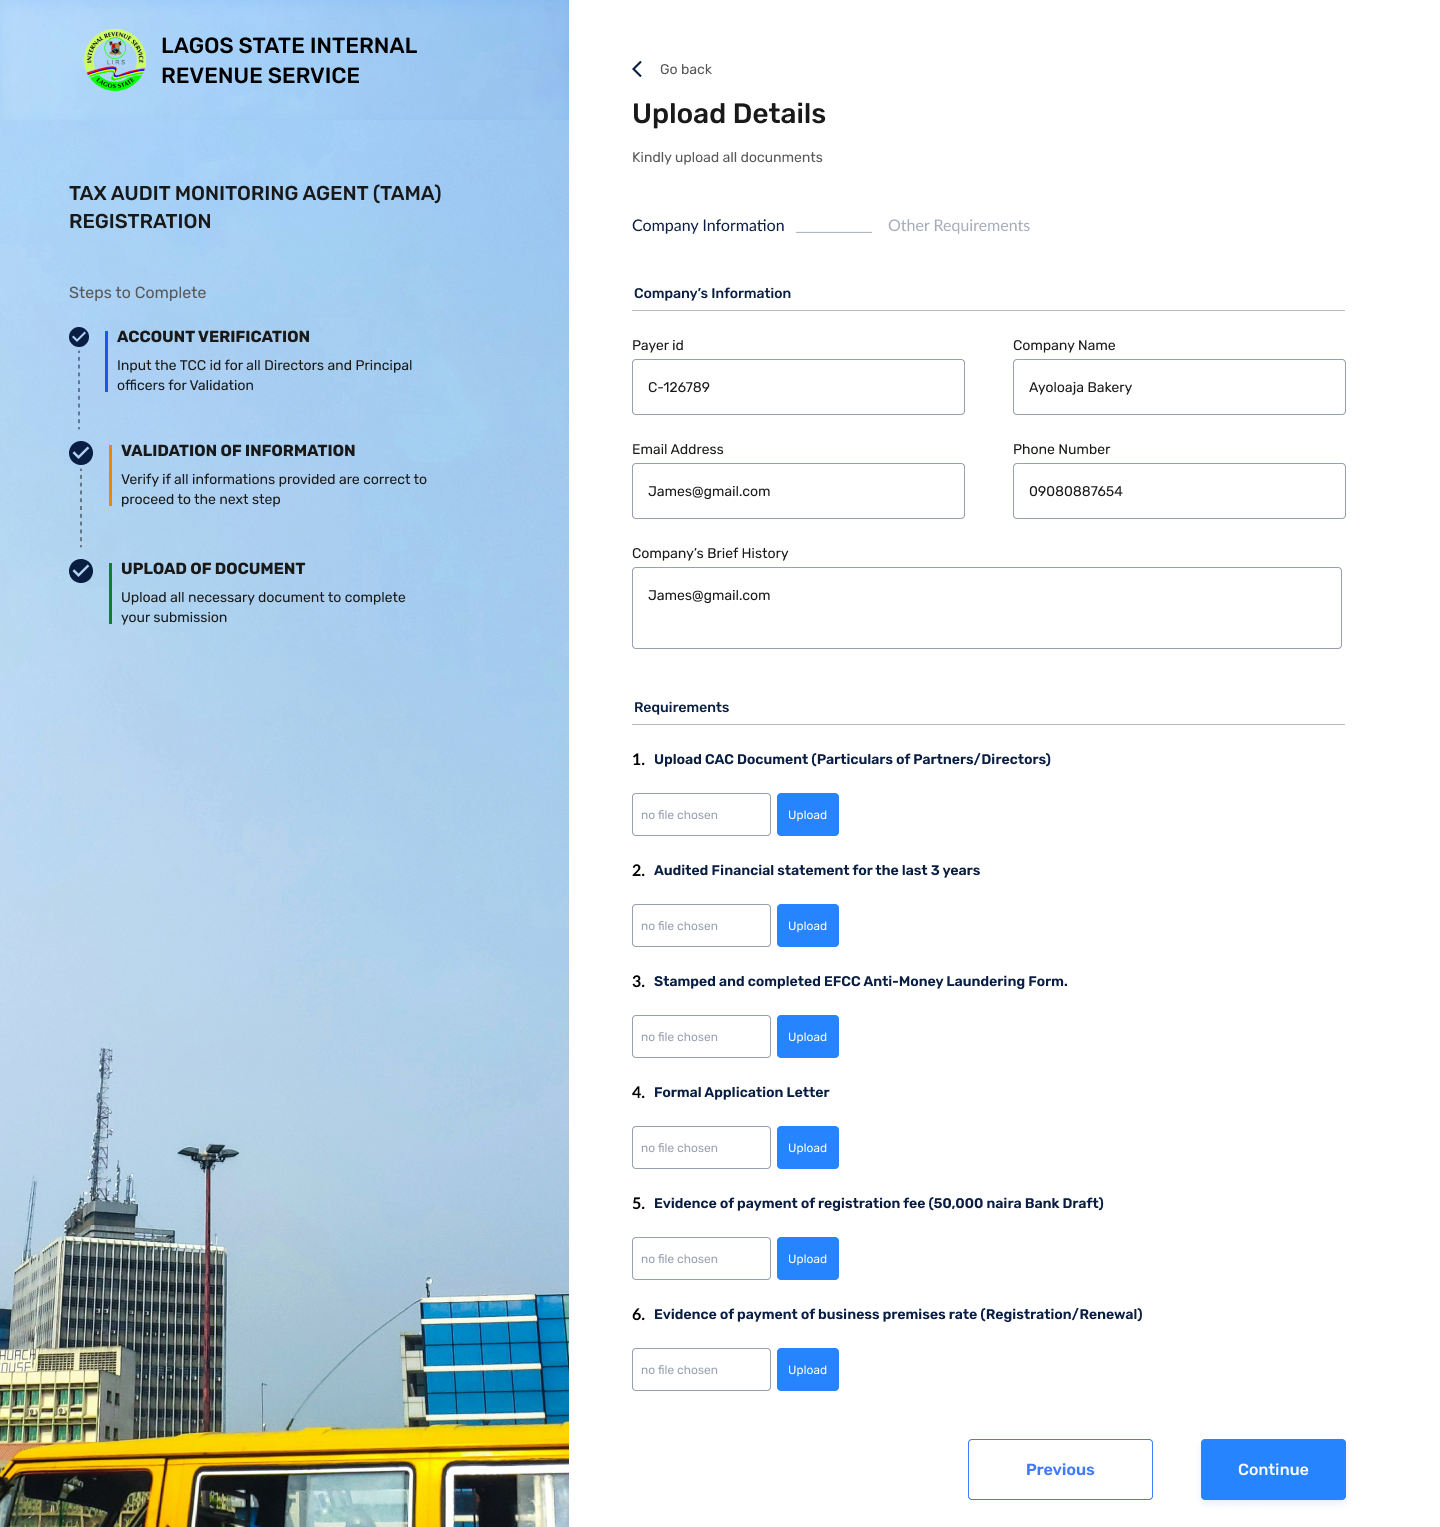 INTERNAL REVENUE SERVICE
LIRS
LAGOS STATE
LAGOS STATE INTERNAL
REVENUE SERVICE
TAX AUDIT MONITORING AGENT (TAMA)
REGISTRATION
Steps to Complete
ACCOUNT VERIFICATION
Input the TCC id for all Directors and Principal
officers for Validation
VALIDATION OF INFORMATION
Verify if all informations provided are correct to
proceed to the next step
UPLOAD OF DOCUMENT
Upload all necessary document to complete
your submission
Go back
Upload Details
Kindly upload all docunments
Company Information
Other Requirements
Company’s Information
Payer id
Company Name
C-126789
Ayoloaja Bakery
Email Address
Phone Number
James@gmail.com
09080887654
Company’s Brief History
James@gmail.com
Requirements
1. Upload CAC Document (Particulars of Partners/Directors)
no file chosen Upload
2. Audited Financial statement for the last 3 years
no file chosen Upload
3. Stamped and completed EFCC Anti-Money Laundering Form.
no file chosen Upload
4. Formal Application Letter
no file chosen Upload
5. Evidence of payment of registration fee (50,000 naira Bank Draft)
no file chosen Upload
6. Evidence of payment of business premises rate (Registration/Renewal)
no file chosen Upload
Previous
Continue